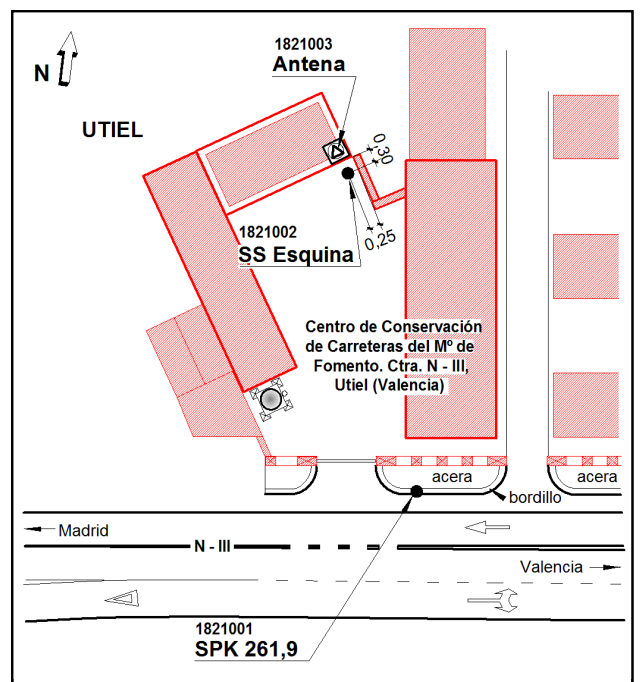 1821003
Antena
N
UTIEL
0,30
1821002
SS Esquina
0,25
Centro de Conservación
de Carreteras del Mº de
Fomento. Ctra. N - III,
Utiel (Valencia)
acera
acera
bordillo
Madrid
N - III
Valencia
1821001
SPK 261,9